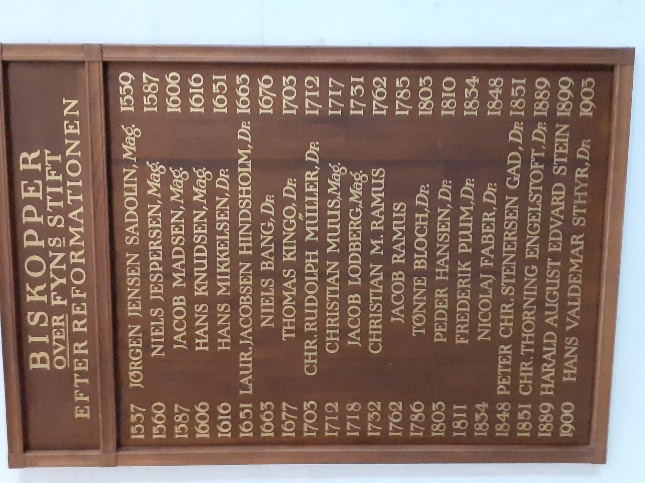 BISKOPPER
OVER FYNS STIFT
EFTER REFORMATIONEN
1537 JØRGEN JENSEN SADOLIN, Mag. 1559
1560 NIELS JESPERSEN, Mag. 1587
1587 JACOB MADSEN, Mag. 1606
1606 HANS KNUDSEN, Mag. 1616
1616 HANS MIKKELSEN, Dr. 1651
1651 LAUR. JACOBSEN HINDSHOLM, Dr. 1663
1663 NIELS BANG, Dr. 1676
1677 THOMAS KINGO, Dr. 1703
1703 CHR. RUDOLPH MÜLLER, Dr. 1712
1712 CHRISTIAN MUUS, Mag. 1717
1718 JACOB LODBERG, Mag. 1731
1732 CHRISTIAN M. RAMUS 1762
1762 JACOB RAMUS 1785
1786 TONNE BLOCH, Dr. 1803
1803 PEDER HANSEN, Dr. 1810
1811 FREDERIK PLUM, Dr. 1834
1834 NICOLAJ FABER, Dr. 1848
1848 PETER CHR. STENERSEN GAD, Dr. 1851
1851 CHR. THORNING ENGELSTOFT, Dr. 1889
1889 HARALD AUGUST EDVARD STEIN 1899
1900 HANS VALDEMAR STHYR, Dr. 1903